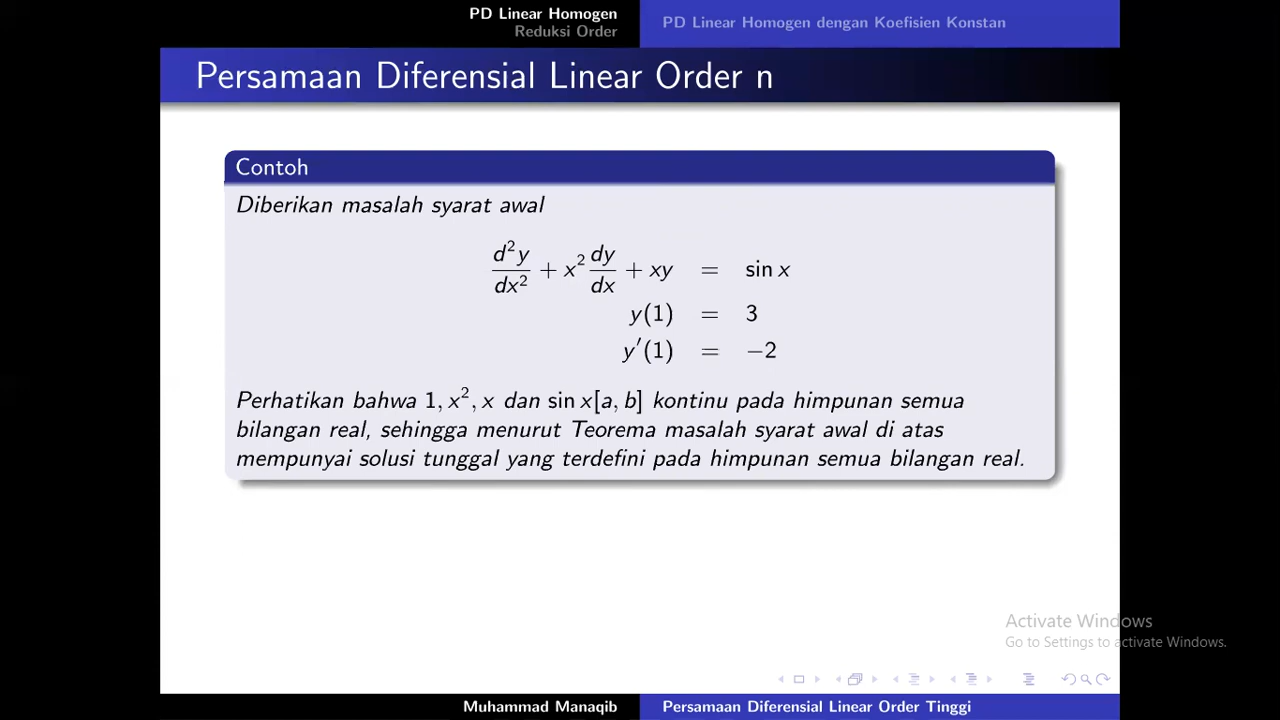 PD Linear Homogen
Reduksi Order
PD Linear Homogen dengan Koefisien Konstan
Persamaan Diferensial Linear Order n
Contoh
Diberikan masalah syarat awal
d²y/dx² + x² dy/dx + xy = sin x
y(1) = 3
y′(1) = −2
Perhatikan bahwa 1, x², x dan sin x[a, b] kontinu pada himpunan semua
bilangan real, sehingga menurut Teorema masalah syarat awal di atas
mempunyai solusi tunggal yang terdefini pada himpunan semua bilangan real.
Activate Windows
Go to Settings to activate Windows.
Muhammad Manaqib
Persamaan Diferensial Linear Order Tinggi